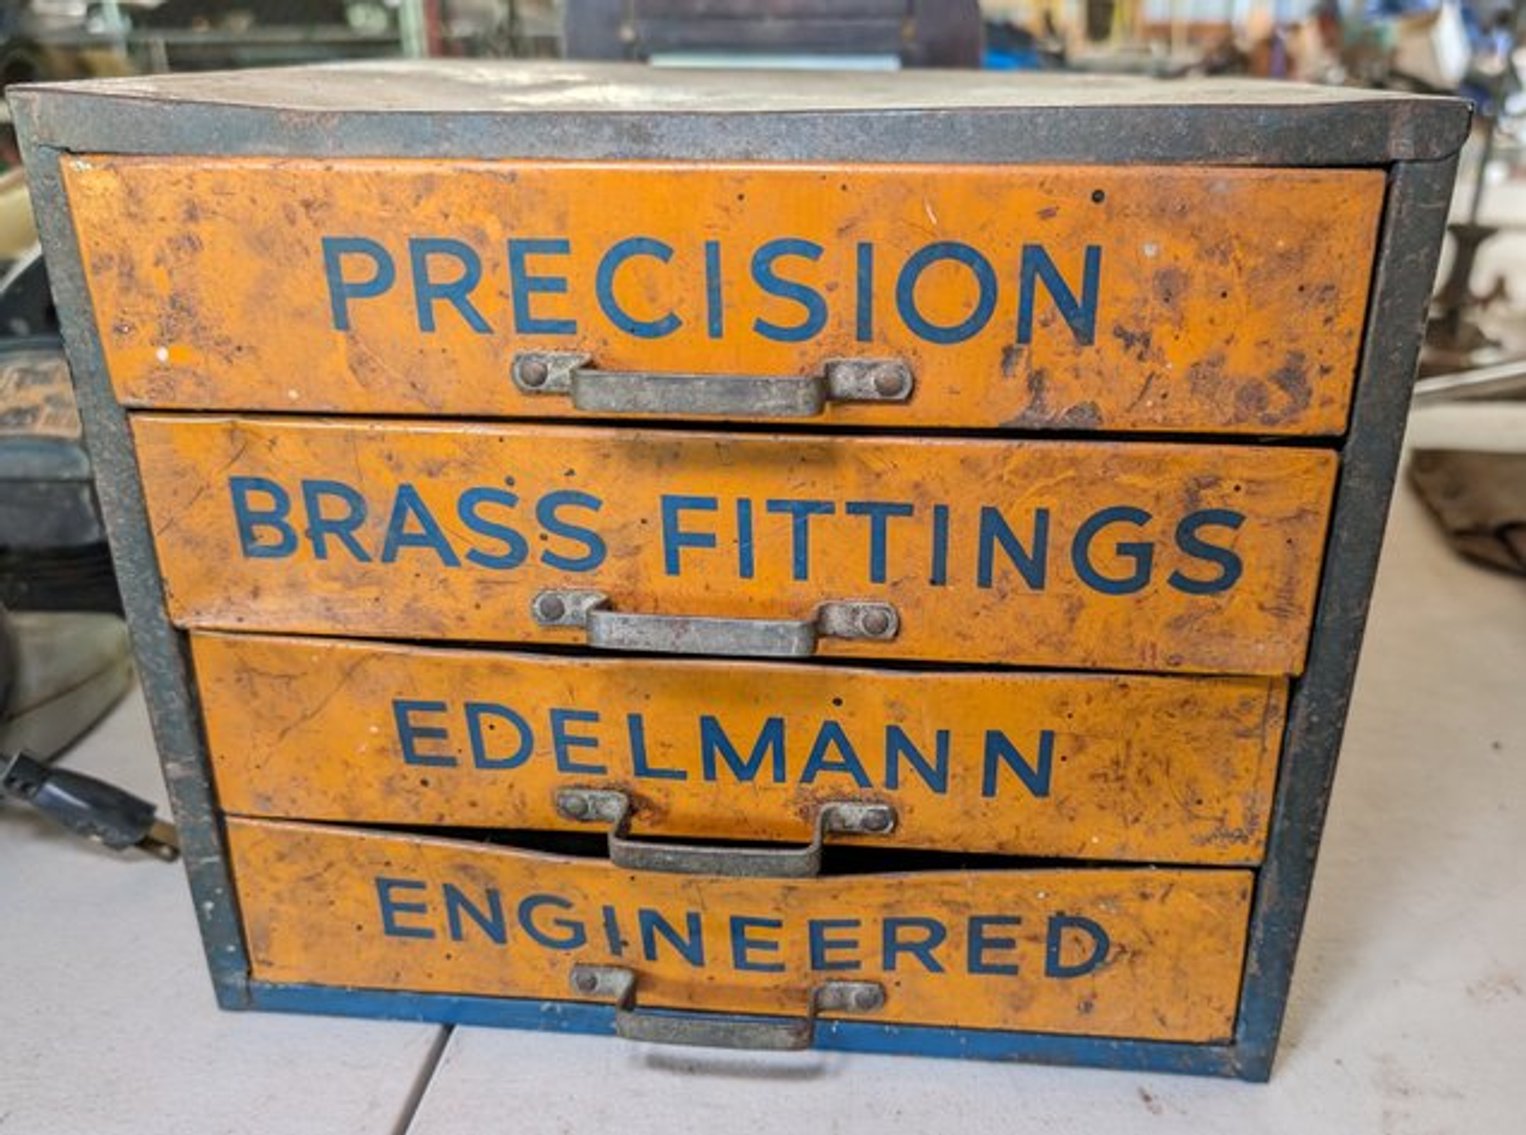 PRECISION
BRASS FITTINGS
EDELMANN
ENGINEERED